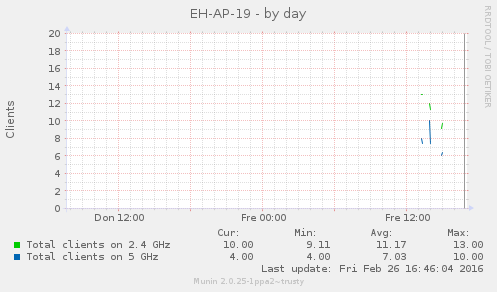 EH-AP-19 - by day
RRDTOOL / TOBI OETIKER
Clients
20
18
16
14
12
10
8
6
4
2
0
Don 12:00 Fre 00:00 Fre 12:00
Cur: Min: Avg: Max:
Total clients on 2.4 GHz 10.00 9.11 11.17 13.00
Total clients on 5 GHz 4.00 4.00 7.03 10.00
Last update: Fri Feb 26 16:46:04 2016
Munin 2.0.25-1ppa2~trusty